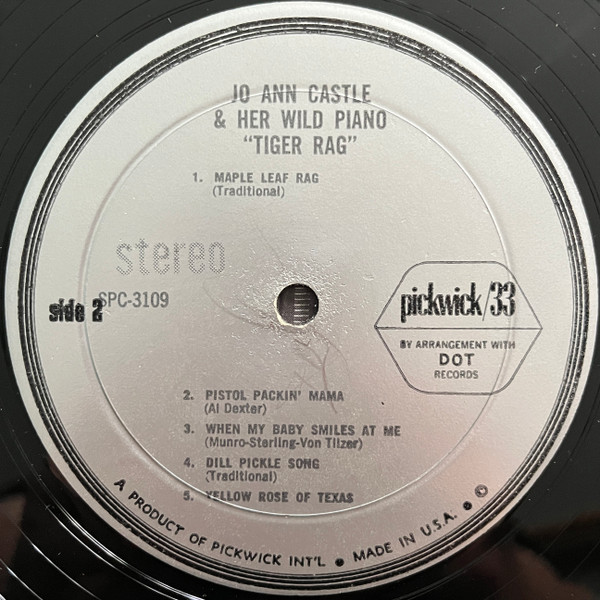 JO ANN CASTLE
& HER WILD PIANO
"TIGER RAG"
1. MAPLE LEAF RAG
(Traditional)
stereo
side 2
SPC-3109
pickwick/33
BY ARRANGEMENT WITH
DOT
RECORDS
2. PISTOL PACKIN' MAMA
(Al Dexter)
3. WHEN MY BABY SMILES AT ME
(Munro-Sterling-Von Tilzer)
4. DILL PICKLE SONG
(Traditional)
5. YELLOW ROSE OF TEXAS
A PRODUCT OF PICKWICK INT'L ● MADE IN U.S.A. ● ©